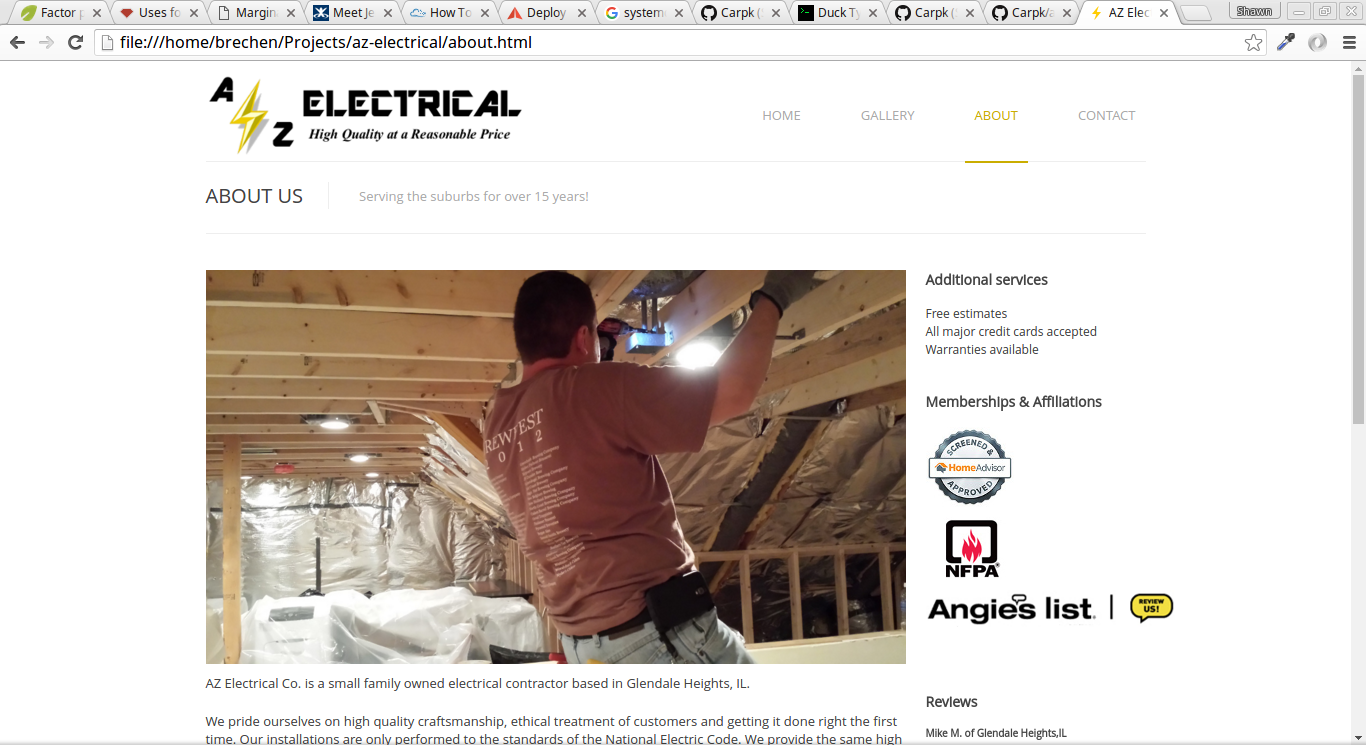 Factor p
Uses fo
Margin
Meet Je
How To
Deploy
system
Carpk (
Duck Ty
Carpk (
Carpk/a
AZ Elec
Shawn
file:///home/brechen/Projects/az-electrical/about.html
A Z ELECTRICAL
High Quality at a Reasonable Price
HOME GALLERY ABOUT CONTACT
ABOUT US
Serving the suburbs for over 15 years!
REWFEST
0 1 2
Additional services
Free estimates
All major credit cards accepted
Warranties available
Memberships & Affiliations
SCREENED &
HomeAdvisor
APPROVED
NFPA
Angie's list.
REVIEW
US!
AZ Electrical Co. is a small family owned electrical contractor based in Glendale Heights, IL.
We pride ourselves on high quality craftsmanship, ethical treatment of customers and getting it done right the first
time. Our installations are only performed to the standards of the National Electric Code. We provide the same high
Reviews
Mike M. of Glendale Heights,IL